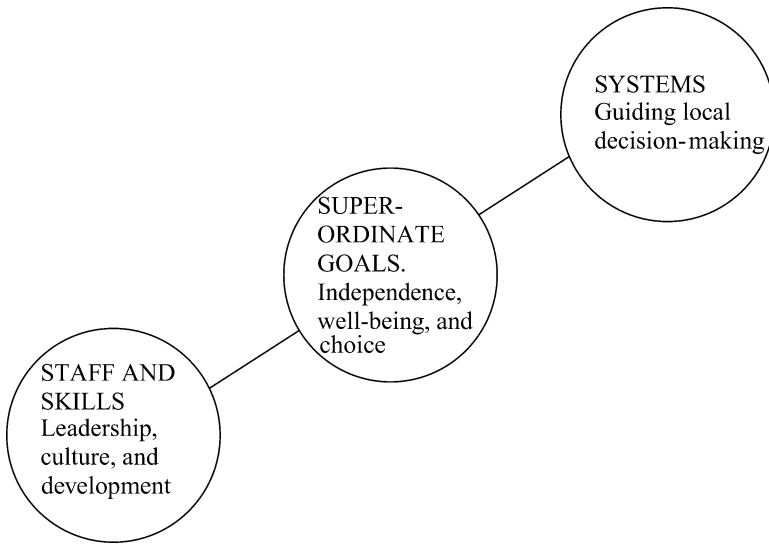 SYSTEMS
Guiding local
decision-making
SUPER-
ORDINATE
GOALS.
Independence,
well-being, and
choice
STAFF AND
SKILLS
Leadership,
culture, and
development